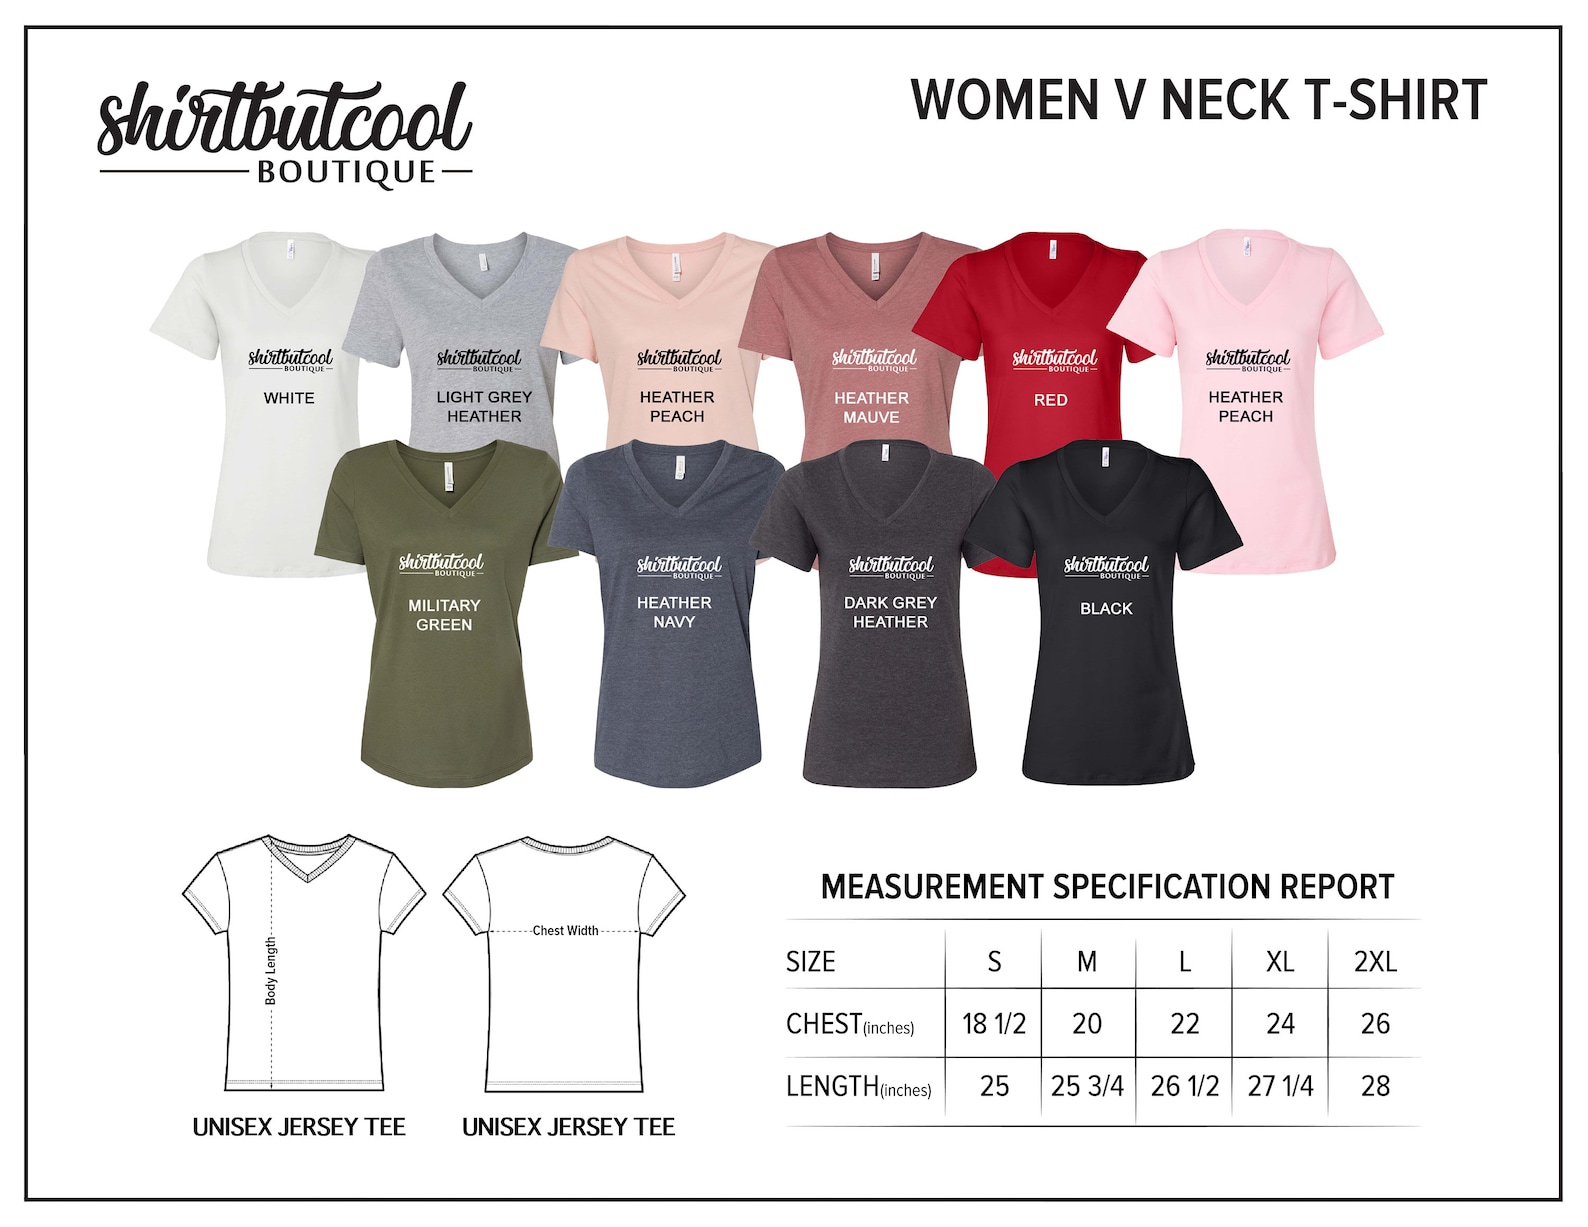 shirtbutcool
BOUTIQUE
WOMEN V NECK T-SHIRT
shirtbutcool
BOUTIQUE
WHITE
shirtbutcool
BOUTIQUE
LIGHT GREY
HEATHER
shirtbutcool
BOUTIQUE
HEATHER
PEACH
shirtbutcool
BOUTIQUE
HEATHER
MAUVE
shirtbutcool
BOUTIQUE
RED
shirtbutcool
BOUTIQUE
HEATHER
PEACH
shirtbutcool
BOUTIQUE
MILITARY
GREEN
shirtbutcool
BOUTIQUE
HEATHER
NAVY
shirtbutcool
BOUTIQUE
DARK GREY
HEATHER
shirtbutcool
BOUTIQUE
BLACK
Body Length
UNISEX JERSEY TEE
Chest Width
UNISEX JERSEY TEE
MEASUREMENT SPECIFICATION REPORT
SIZE S M L XL 2XL
CHEST(inches) 18 1/2 20 22 24 26
LENGTH(inches) 25 25 3/4 26 1/2 27 1/4 28